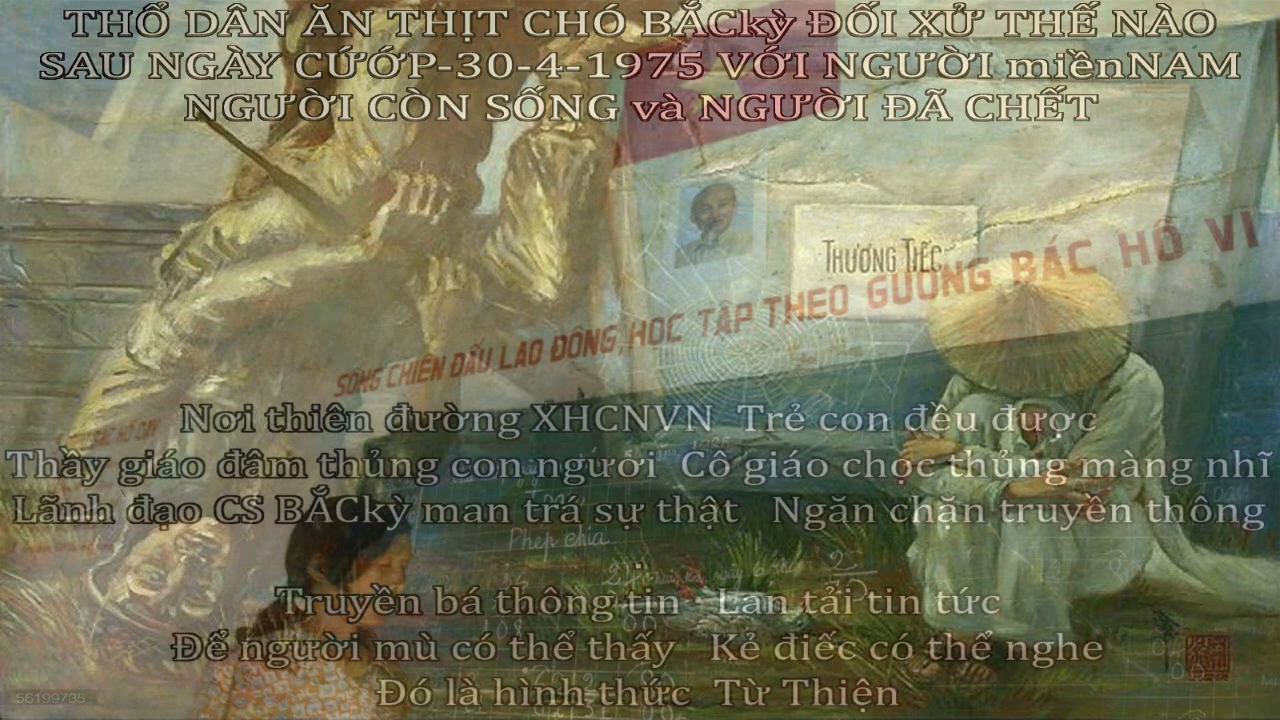 THỔ DÂN ĂN THỊT CHÓ BẮCkỳ ĐỐI XỬ THẾ NÀO
SAU NGÀY CƯỚP-30-4-1975 VỚI NGƯỜI miềnNAM
NGƯỜI CÒN SỐNG và NGƯỜI ĐÃ CHẾT
THƯƠNG TIẾC
SỐNG CHIẾN ĐẤU, LAO ĐỘNG, HỌC TẬP THEO GƯƠNG BÁC HỒ VI
Nơi thiên đường XHCNVN Trẻ con đều được
Thầy giáo đâm thủng con người Cô giáo chọc thủng màng nhĩ
Lãnh đạo CS BẮCkỳ man trá sự thật Ngăn chặn truyền thông
Phép chia
Truyền bá thông tin Lan tải tin tức
Để người mù có thể thấy Kẻ điếc có thể nghe
Đó là hình thức Từ Thiện
56199735